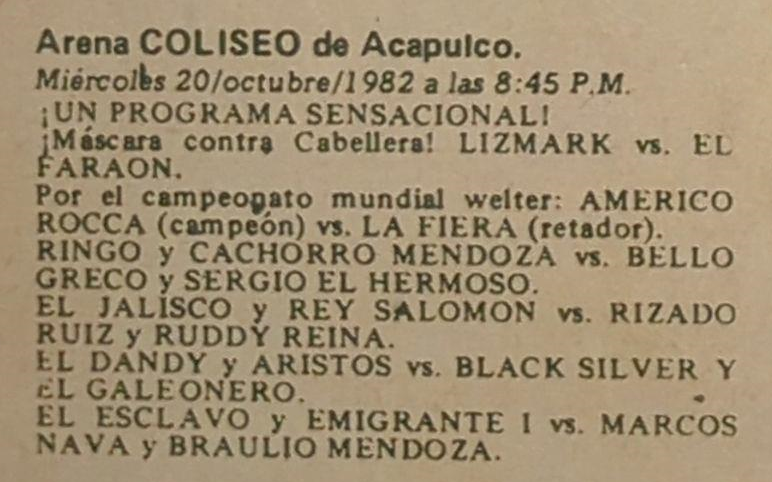 Arena COLISEO de Acapulco.
Miércoles 20/octubre/1982 a las 8:45 P.M.
¡UN PROGRAMA SENSACIONAL!
¡Máscara contra Cabellera! LIZMARK vs. EL
FARAON.
Por el campeonato mundial welter: AMERICO
ROCCA (campeón) vs. LA FIERA (retador).
RINGO y CACHORRO MENDOZA vs. BELLO
GRECO y SERGIO EL HERMOSO.
EL JALISCO y REY SALOMON vs. RIZADO
RUIZ y RUDDY REINA.
EL DANDY y ARISTOS vs. BLACK SILVER Y
EL GALEONERO.
EL ESCLAVO y EMIGRANTE I vs. MARCOS
NAVA y BRAULIO MENDOZA.